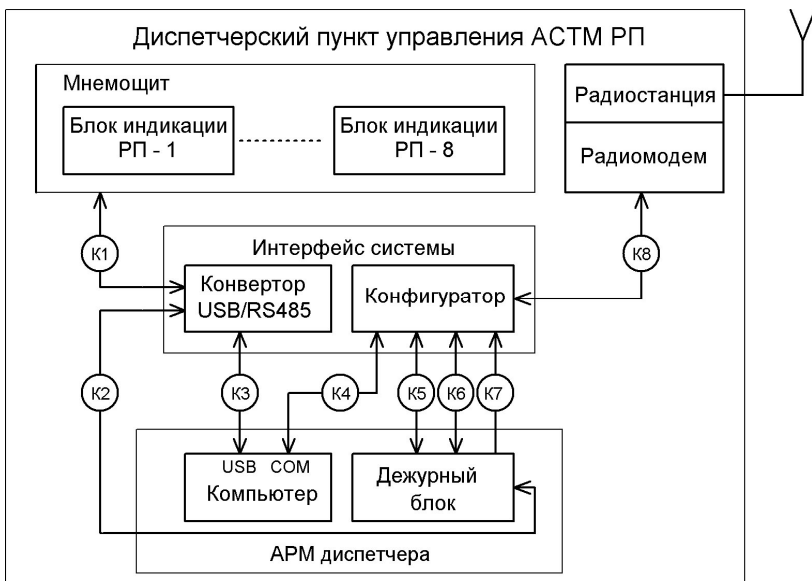 Диспетчерский пункт управления АСТМ РП
Мнемощит
Блок индикации
РП - 1
Блок индикации
РП - 8
Радиостанция
Радиомодем
К1
К8
Интерфейс системы
Конвертор
USB/RS485
Конфигуратор
К2
К3
К4
К5
К6
К7
USB COM
Компьютер
Дежурный
блок
АРМ диспетчера